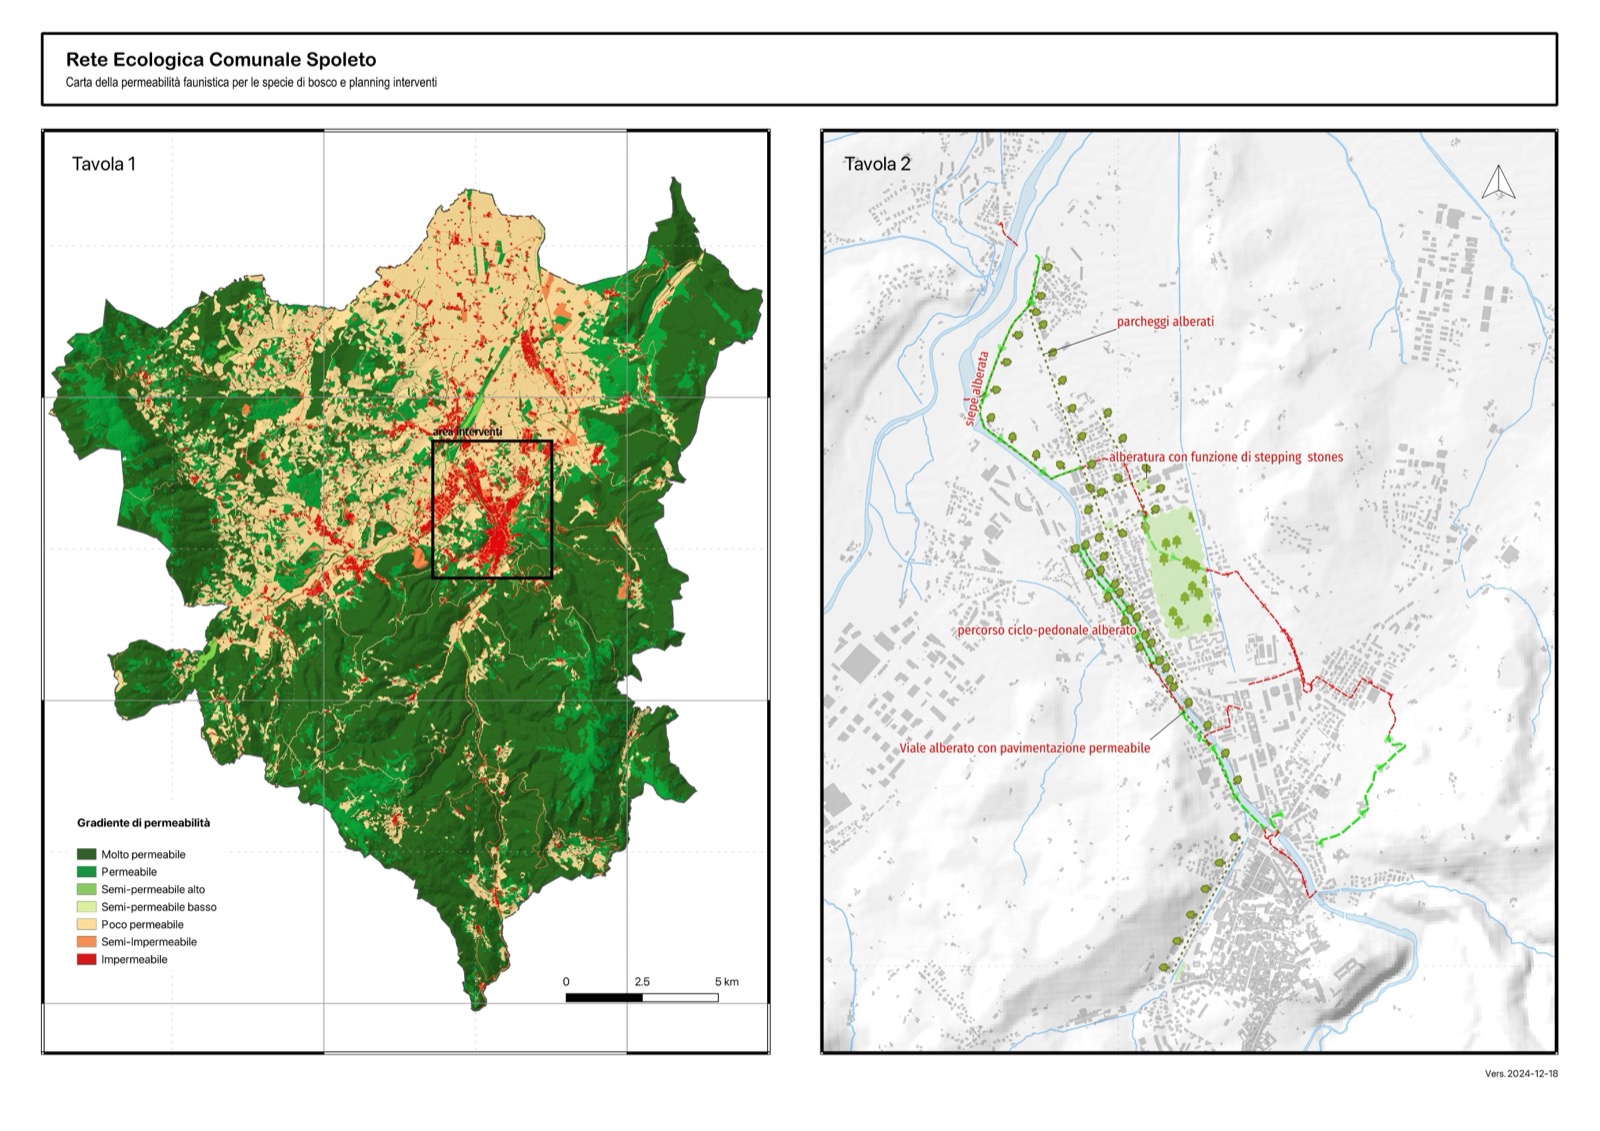 Rete Ecologica Comunale Spoleto
Carta della permeabilità faunistica per le specie di bosco e planning interventi
Tavola 1
area interventi
Gradiente di permeabilità
Molto permeabile
Permeabile
Semi-permeabile alto
Semi-permeabile basso
Poco permeabile
Semi-Impermeabile
Impermeabile
0 2.5 5 km
Tavola 2
parcheggi alberati
siepe alberata
alberatura con funzione di stepping stones
percorso ciclo-pedonale alberato
Viale alberato con pavimentazione permeabile
Vers. 2024-12-18